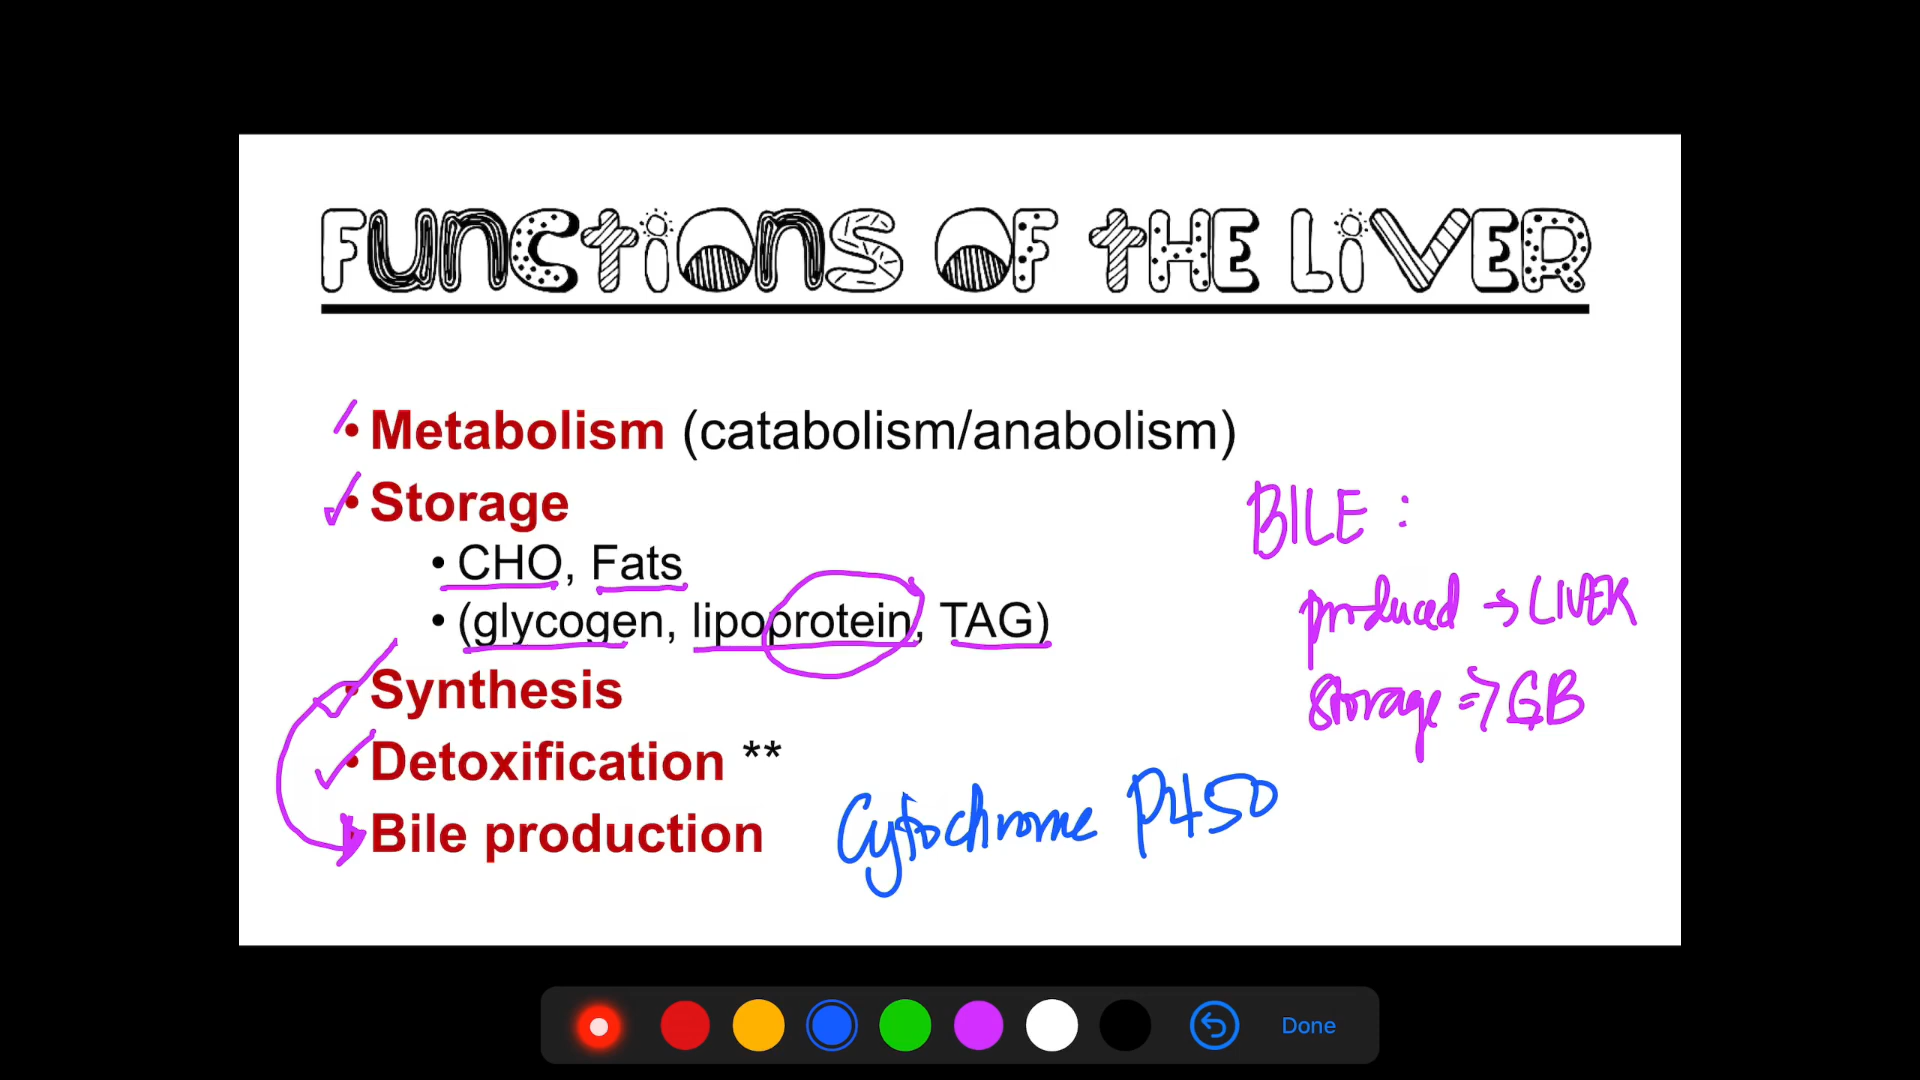 FUNCTIONS OF THE LIVER
• Metabolism (catabolism/anabolism)
• Storage
• CHO, Fats
• (glycogen, lipoprotein, TAG)
• Synthesis
• Detoxification **
• Bile production
BILE :
produced → LIVER
storage => GB
Cytochrome P450
Done